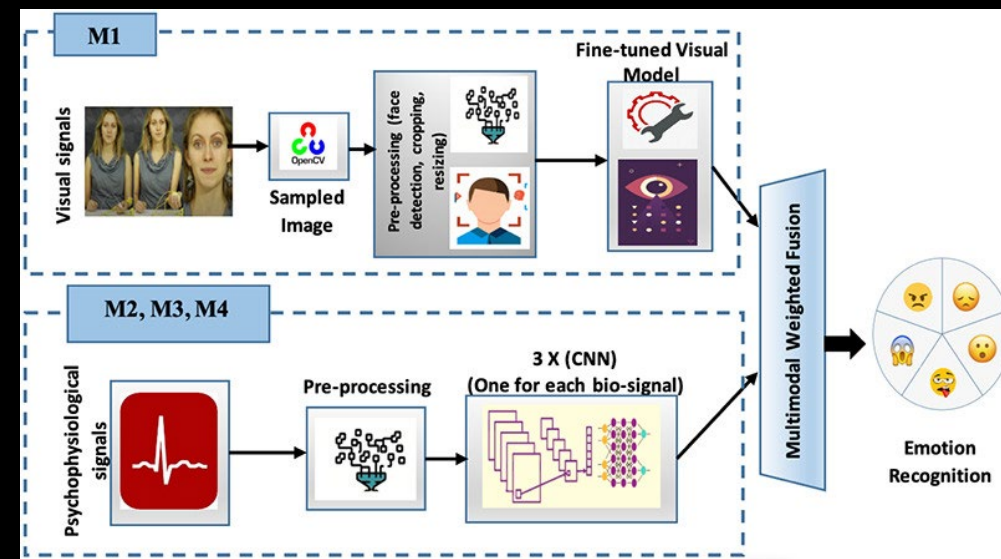 M1
Visual signals
OpenCV
Sampled
Image
Pre-processing (face
detection, cropping,
resizing)
Fine-tuned Visual
Model
M2, M3, M4
Psychophysiological
signals
Pre-processing
3 X (CNN)
(One for each bio-signal)
Multimodal Weighted Fusion
Emotion
Recognition